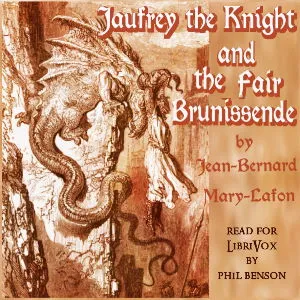 Jaufrey the Knight
and
the Fair
Brunissende
by
Jean-Bernard
Mary-Lafon
READ FOR
LIBRIVOX
BY
PHIL BENSON